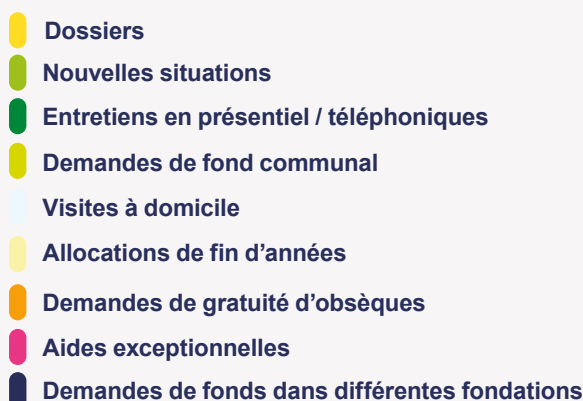 Dossiers
Nouvelles situations
Entretiens en présentiel / téléphoniques
Demandes de fond communal
Visites à domicile
Allocations de fin d’années
Demandes de gratuité d’obsèques
Aides exceptionnelles
Demandes de fonds dans différentes fondations